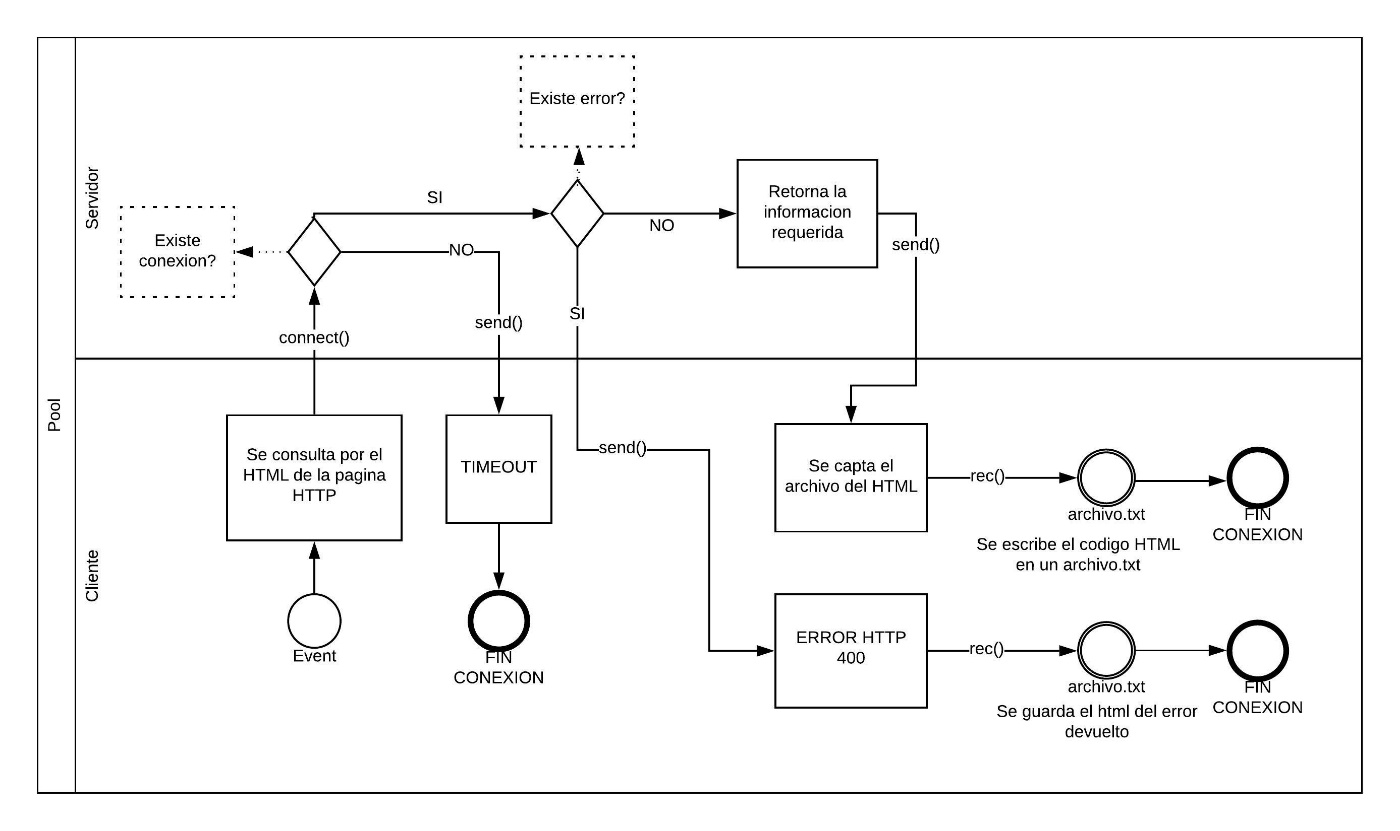 Pool
Servidor
Existe error?
Existe
conexion?
SI
NO
NO
Retorna la
informacion
requerida
send()
SI
send()
connect()
Cliente
Se consulta por el
HTML de la pagina
HTTP
TIMEOUT
send()
Se capta el
archivo del HTML
rec()
archivo.txt
FIN
CONEXION
Se escribe el codigo HTML
en un archivo.txt
Event
FIN
CONEXION
ERROR HTTP
400
rec()
archivo.txt
FIN
CONEXION
Se guarda el html del error
devuelto